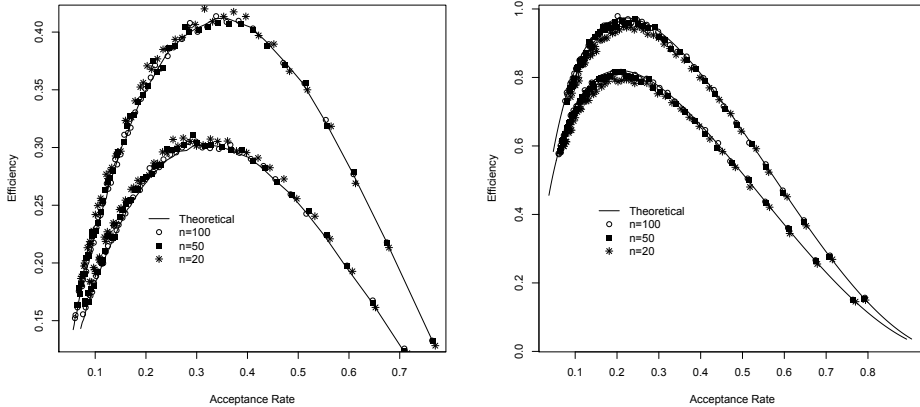 Efficiency
0.40
0.35
0.30
0.25
0.20
0.15
Theoretical
n=100
n=50
n=20
0.1 0.2 0.3 0.4 0.5 0.6 0.7
Acceptance Rate
Efficiency
1.0
0.8
0.6
0.4
0.2
0.0
Theoretical
n=100
n=50
n=20
0.1 0.2 0.3 0.4 0.5 0.6 0.7 0.8
Acceptance Rate